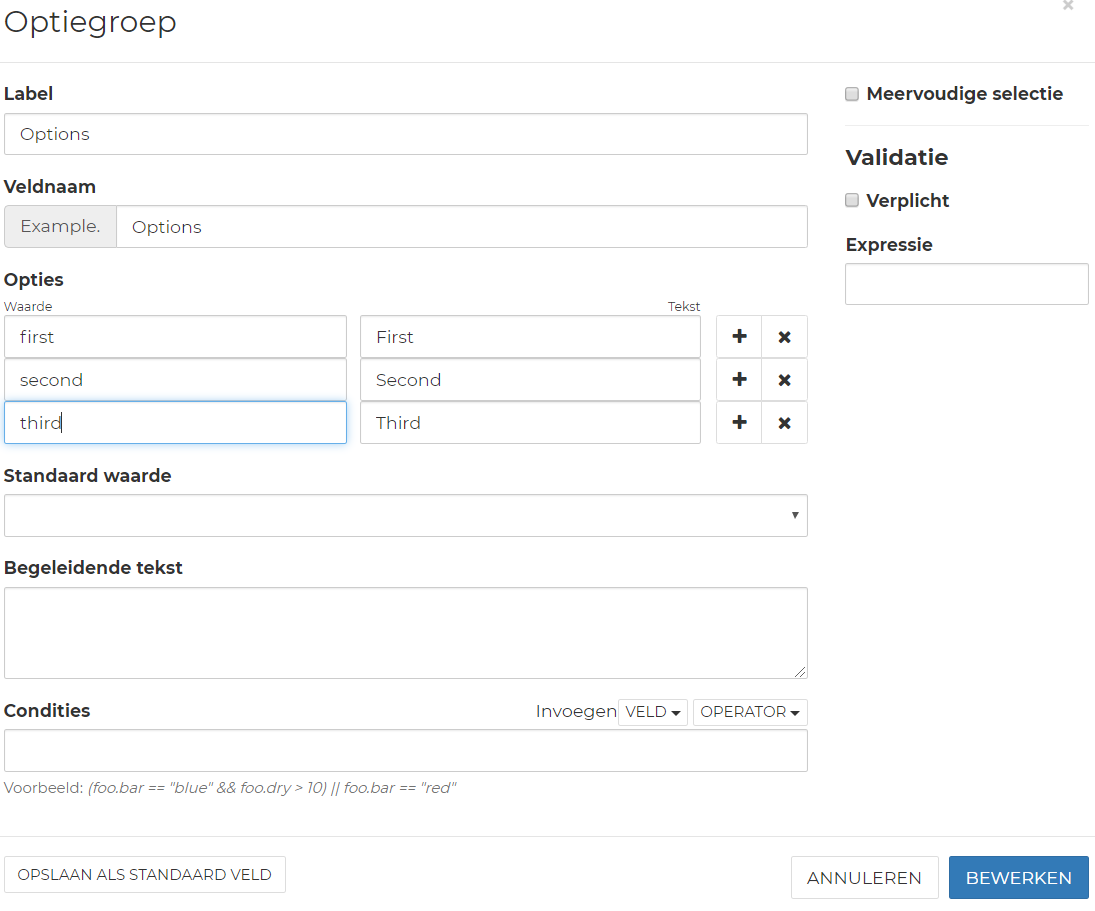 Optiegroep
×
Label
Options
Meervoudige selectie
Validatie
Veldnaam
Example. Options
Verplicht
Expressie
Opties
Waarde Tekst
first First
second Second
third Third
Standaard waarde
Begeleidende tekst
Condities Invoegen VELD OPERATOR
Voorbeeld: (foo.bar == "blue" && foo.dry > 10) || foo.bar == "red"
OPSLAAN ALS STANDAARD VELD ANNULEREN BEWERKEN